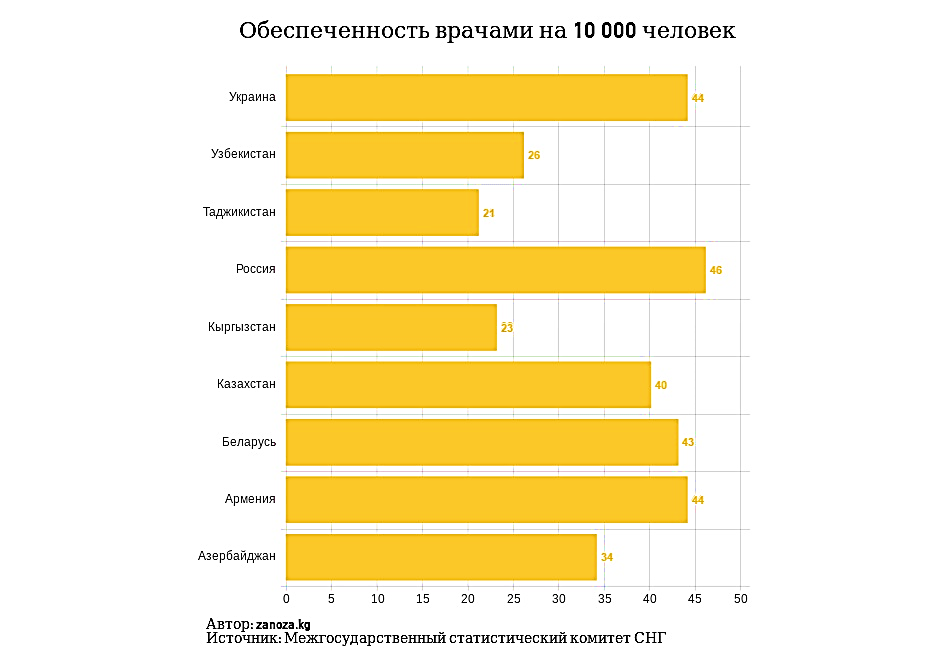 Обеспеченность врачами на 10 000 человек
Украина 44
Узбекистан 26
Таджикистан 21
Россия 46
Кыргызстан 23
Казахстан 40
Беларусь 43
Армения 44
Азербайджан 34
0 5 10 15 20 25 30 35 40 45 50
Автор: zanoza.kg
Источник: Межгосударственный статистический комитет СНГ